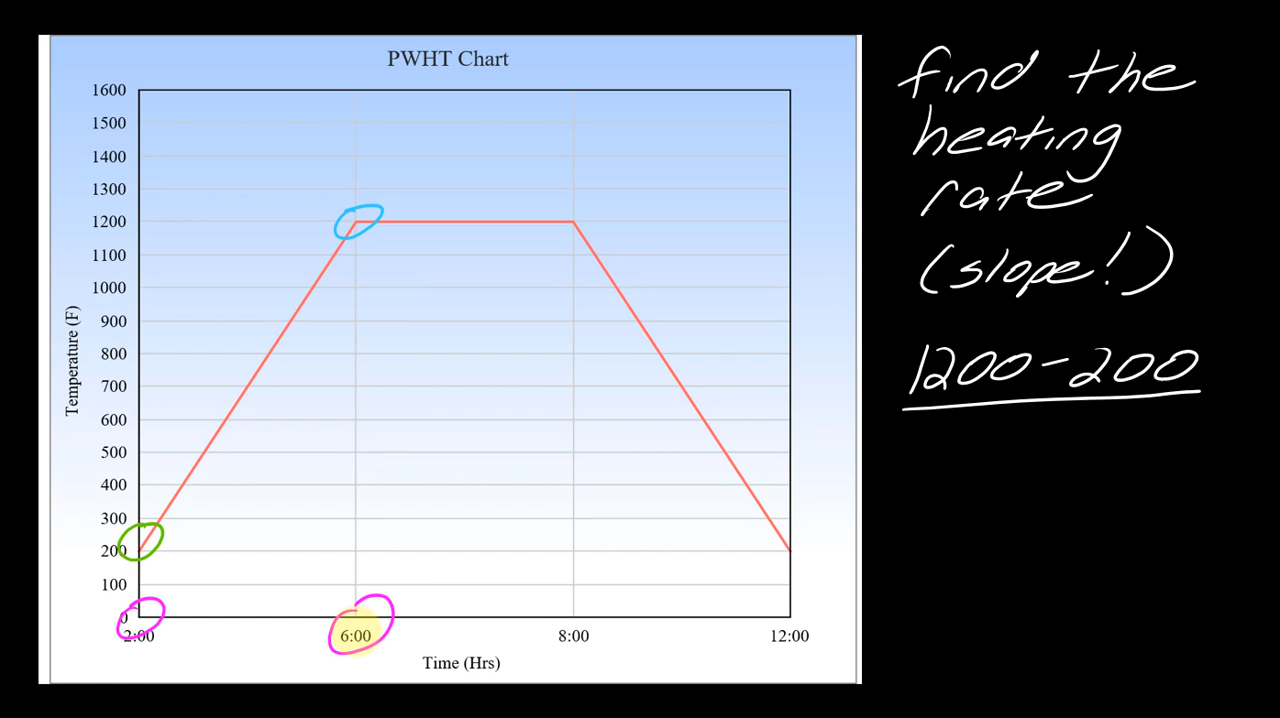 PWHT Chart
find the
heating
rate
(slope!)
1200-200
1600
1500
1400
1300
1200
1100
1000
900
800
700
600
500
400
300
200
100
0
Temperature (F)
2:00 6:00 8:00 12:00
Time (Hrs)